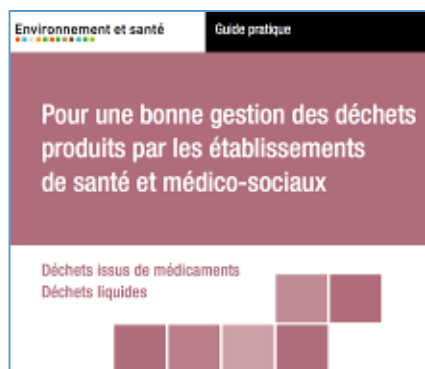 Environnement et santé
Guide pratique
Pour une bonne gestion des déchets
produits par les établissements
de santé et médico-sociaux
Déchets issus de médicaments
Déchets liquides